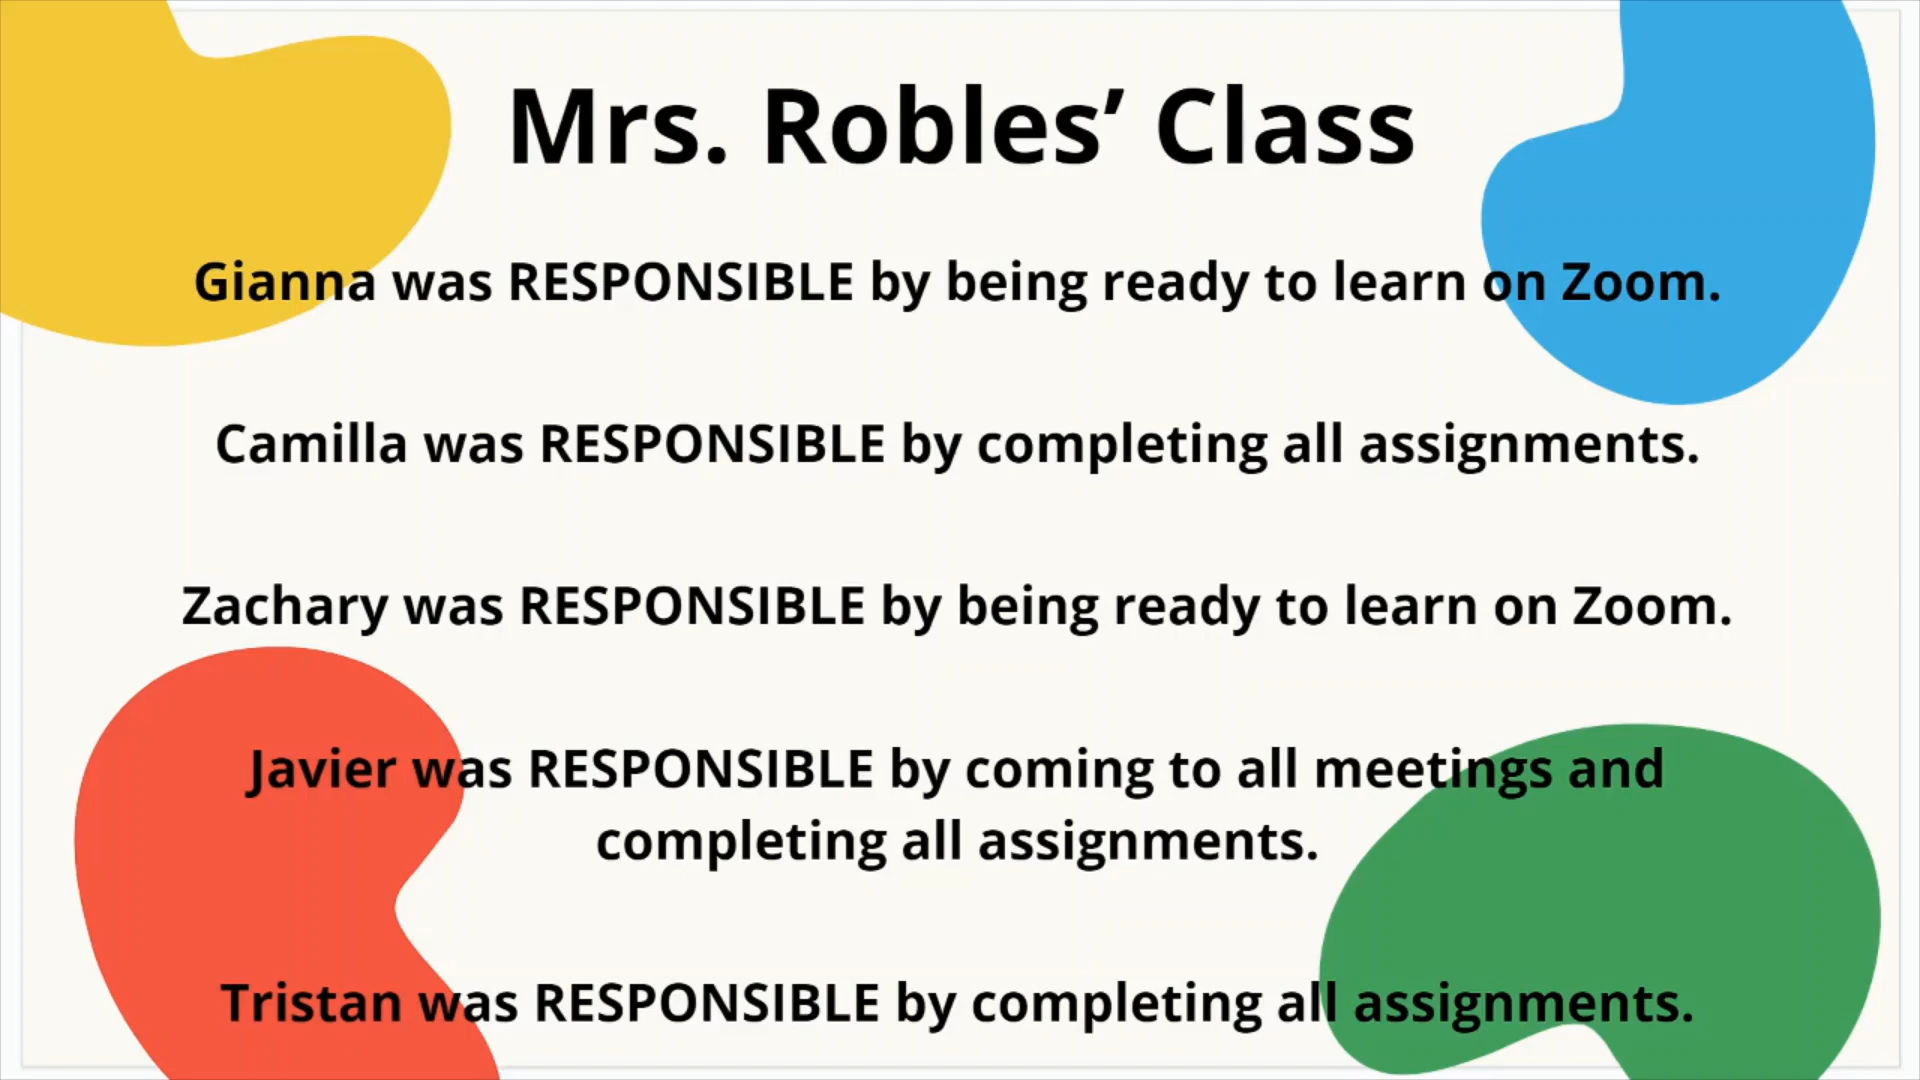 Mrs. Robles’ Class
Gianna was RESPONSIBLE by being ready to learn on Zoom.
Camilla was RESPONSIBLE by completing all assignments.
Zachary was RESPONSIBLE by being ready to learn on Zoom.
Javier was RESPONSIBLE by coming to all meetings and
completing all assignments.
Tristan was RESPONSIBLE by completing all assignments.